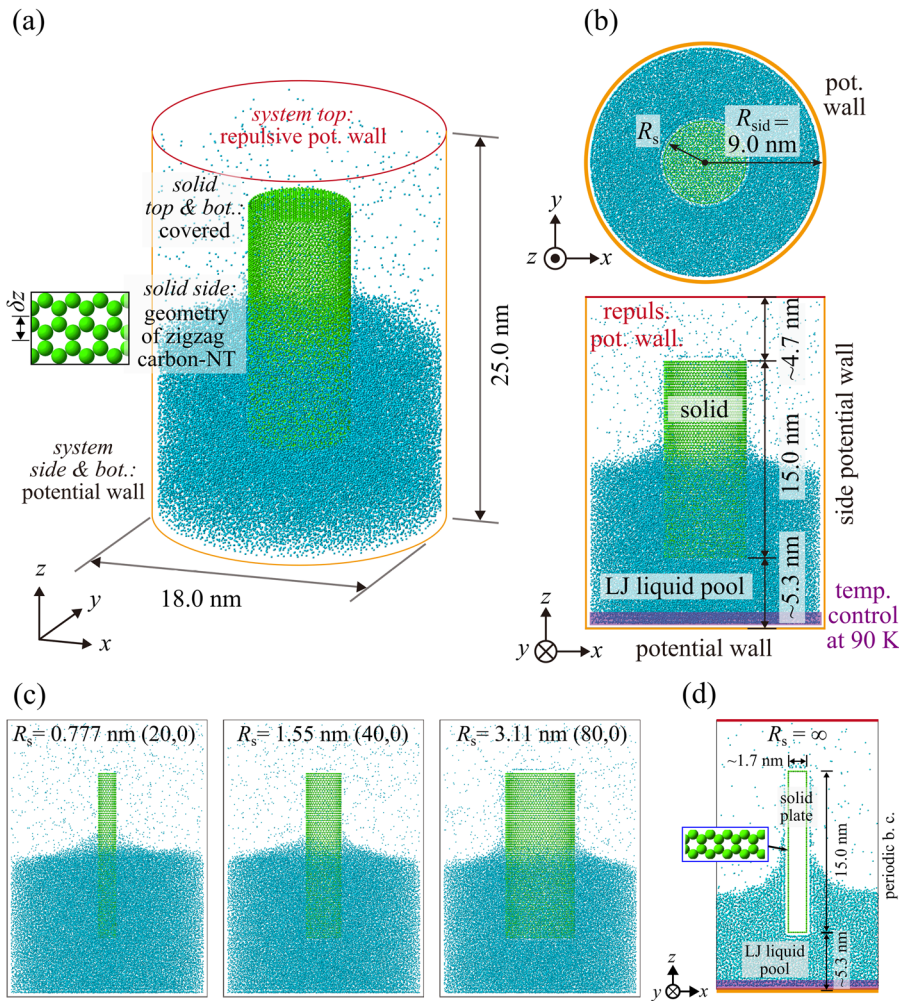 (a)
system top:
repulsive pot. wall
solid
top & bot.:
covered
δz
solid side:
geometry
of zigzag
carbon-NT
system
side & bot.:
potential wall
25.0 nm
18.0 nm
z
y
x
(b)
pot.
wall
Rₛ
R_sid =
9.0 nm
y
z
x
repuls.
pot. wall.
~4.7 nm
solid
15.0 nm
side potential wall
LJ liquid pool
~5.3 nm
temp.
control
at 90 K
z
y
x
potential wall
(c)
Rₛ= 0.777 nm (20,0)
Rₛ= 1.55 nm (40,0)
Rₛ= 3.11 nm (80,0)
(d)
Rₛ = ∞
~1.7 nm
solid
plate
15.0 nm
periodic b. c.
LJ liquid
pool
~5.3 nm
z
y
x